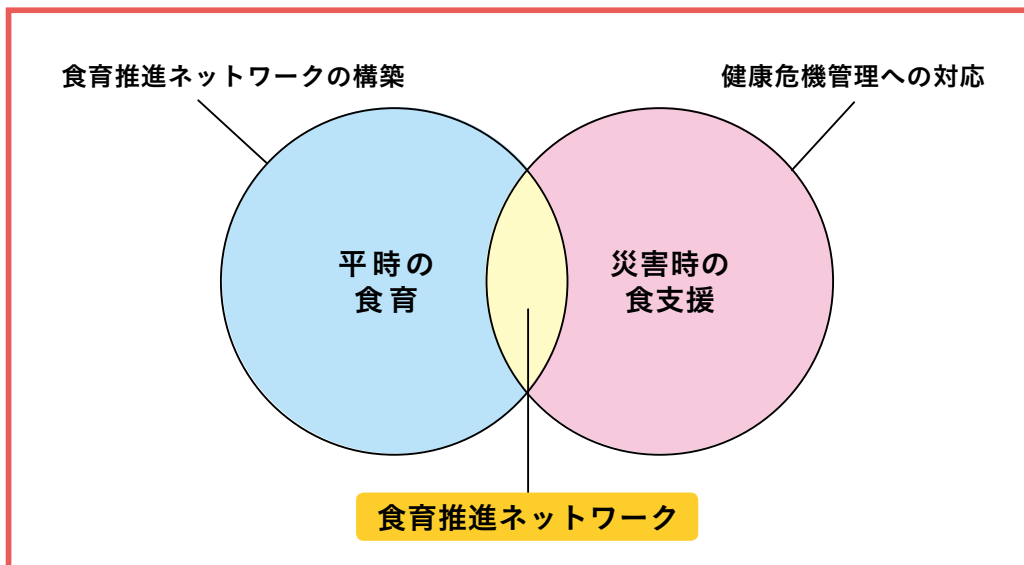 食育推進ネットワークの構築
健康危機管理への対応
平時の
食育
災害時の
食支援
食育推進ネットワーク